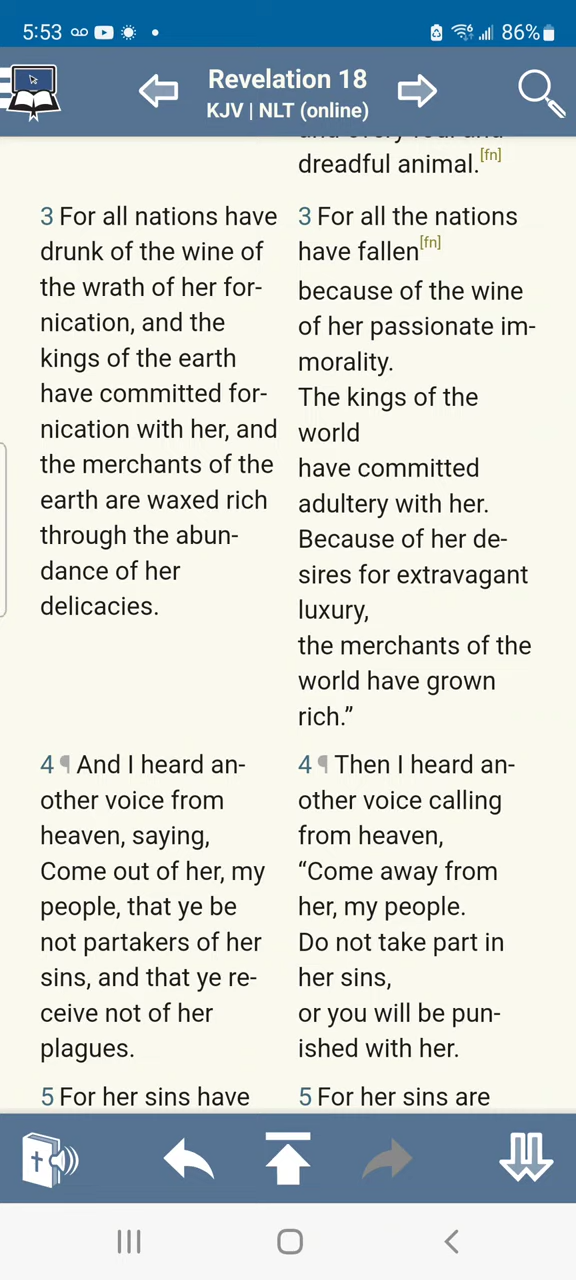 5:53
86%
Revelation 18
KJV | NLT (online)
dreadful animal.[fn]
3 For all nations have
drunk of the wine of
the wrath of her for-
nication, and the
kings of the earth
have committed for-
nication with her, and
the merchants of the
earth are waxed rich
through the abun-
dance of her
delicacies.
3 For all the nations
have fallen[fn]
because of the wine
of her passionate im-
morality.
The kings of the
world
have committed
adultery with her.
Because of her de-
sires for extravagant
luxury,
the merchants of the
world have grown
rich.”
4 ¶ And I heard an-
other voice from
heaven, saying,
Come out of her, my
people, that ye be
not partakers of her
sins, and that ye re-
ceive not of her
plagues.
4 ¶ Then I heard an-
other voice calling
from heaven,
“Come away from
her, my people.
Do not take part in
her sins,
or you will be pun-
ished with her.
5 For her sins have
5 For her sins are